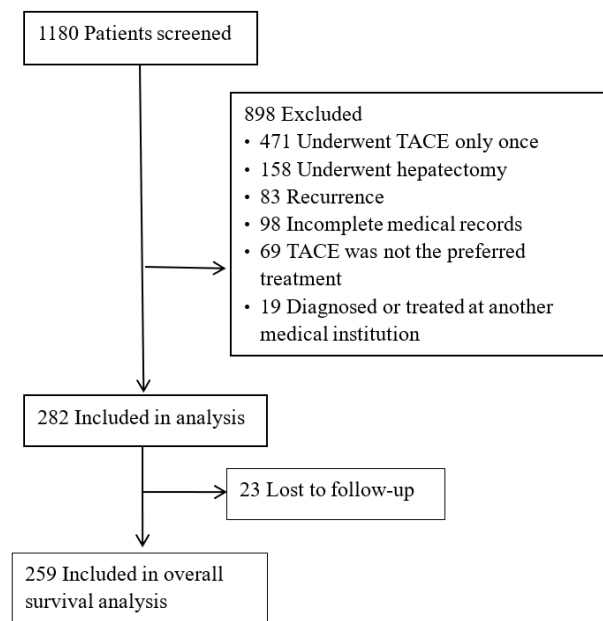 1180 Patients screened
898 Excluded
• 471 Underwent TACE only once
• 158 Underwent hepatectomy
• 83 Recurrence
• 98 Incomplete medical records
• 69 TACE was not the preferred
treatment
• 19 Diagnosed or treated at another
medical institution
282 Included in analysis
23 Lost to follow-up
259 Included in overall
survival analysis